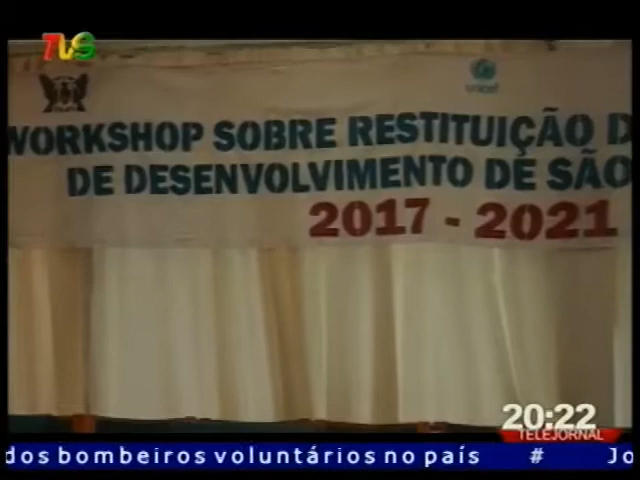 TVS
unicef
WORKSHOP SOBRE RESTITUIÇÃO D
DE DESENVOLVIMENTO DE SÃO
2017 - 2021
20:22
TELEJORNAL
dos bombeiros voluntários no país # Jo